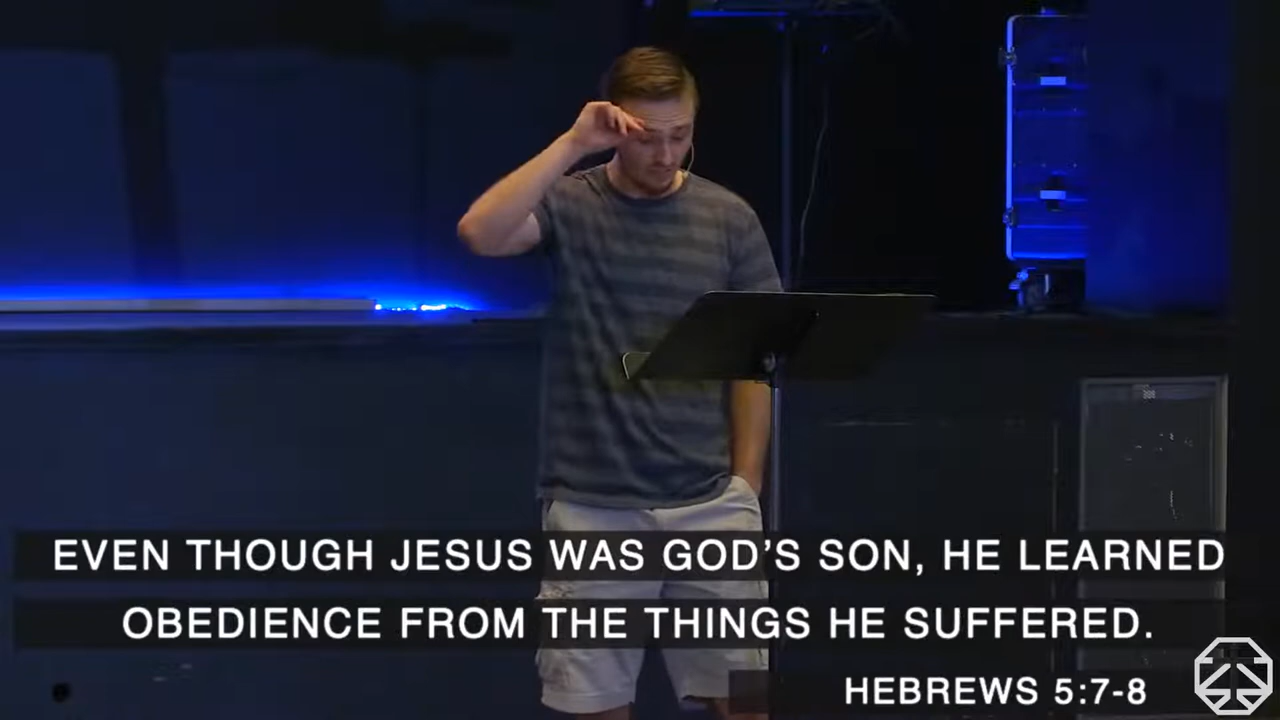 EVEN THOUGH JESUS WAS GOD'S SON, HE LEARNED
OBEDIENCE FROM THE THINGS HE SUFFERED.
HEBREWS 5:7-8